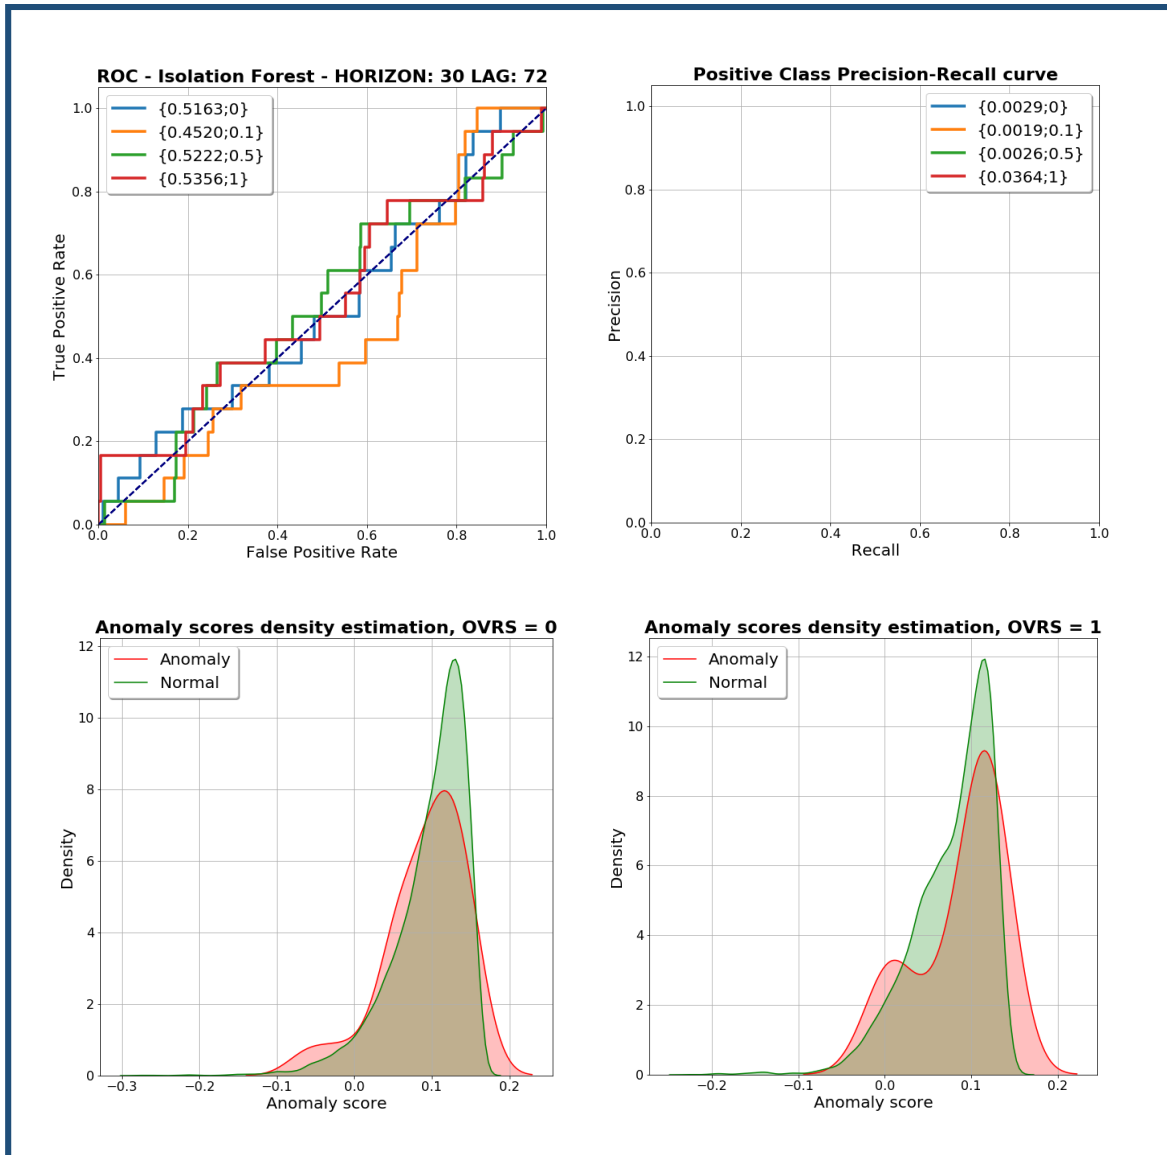 ROC - Isolation Forest - HORIZON: 30 LAG: 72
{0.5163;0}
{0.4520;0.1}
{0.5222;0.5}
{0.5356;1}
1.0
0.8
0.6
0.4
0.2
0.0
True Positive Rate
0.0 0.2 0.4 0.6 0.8 1.0
False Positive Rate
Positive Class Precision-Recall curve
{0.0029;0}
{0.0019;0.1}
{0.0026;0.5}
{0.0364;1}
1.0
0.8
0.6
0.4
0.2
0.0
Precision
0.0 0.2 0.4 0.6 0.8 1.0
Recall
Anomaly scores density estimation, OVRS = 0
Anomaly
Normal
12
10
8
6
4
2
0
Density
−0.3 −0.2 −0.1 0.0 0.1 0.2
Anomaly score
Anomaly scores density estimation, OVRS = 1
Anomaly
Normal
12
10
8
6
4
2
0
Density
−0.2 −0.1 0.0 0.1 0.2
Anomaly score